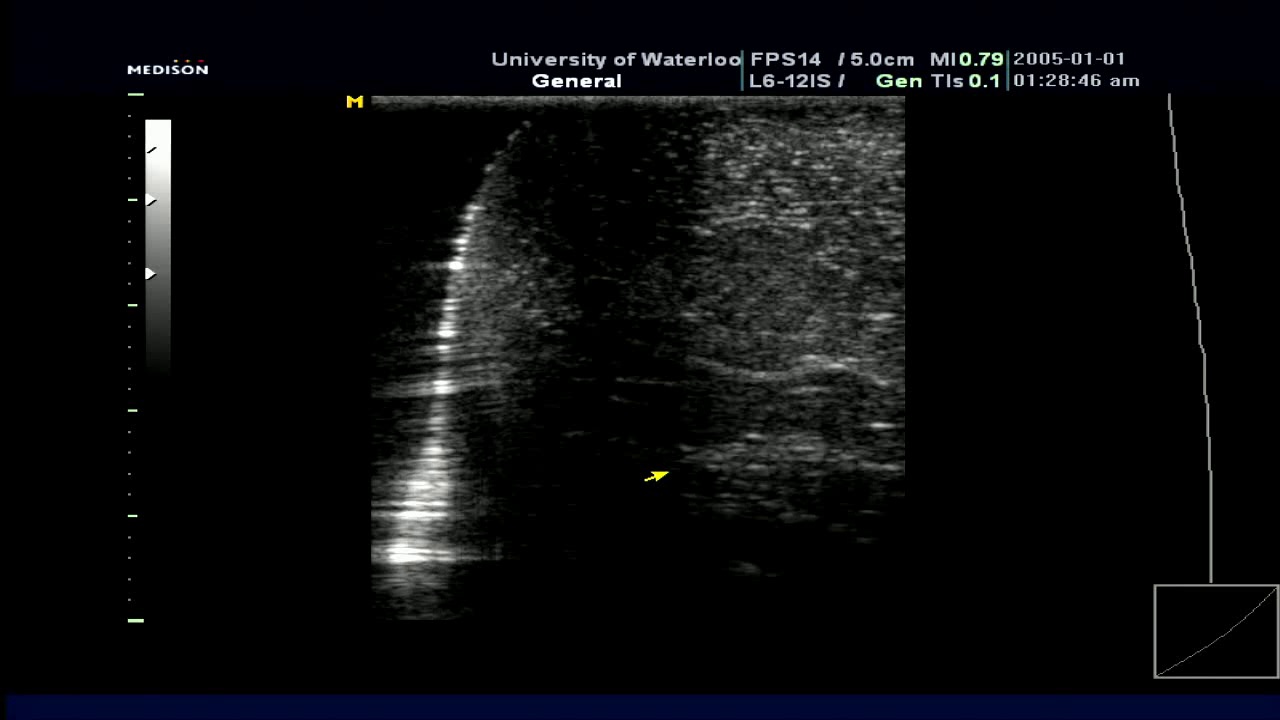 MEDISON
University of Waterloo FPS14 / 5.0cm MI 0.79 2005-01-01
General L6-12IS / Gen TIs 0.1 01:28:46 am
M